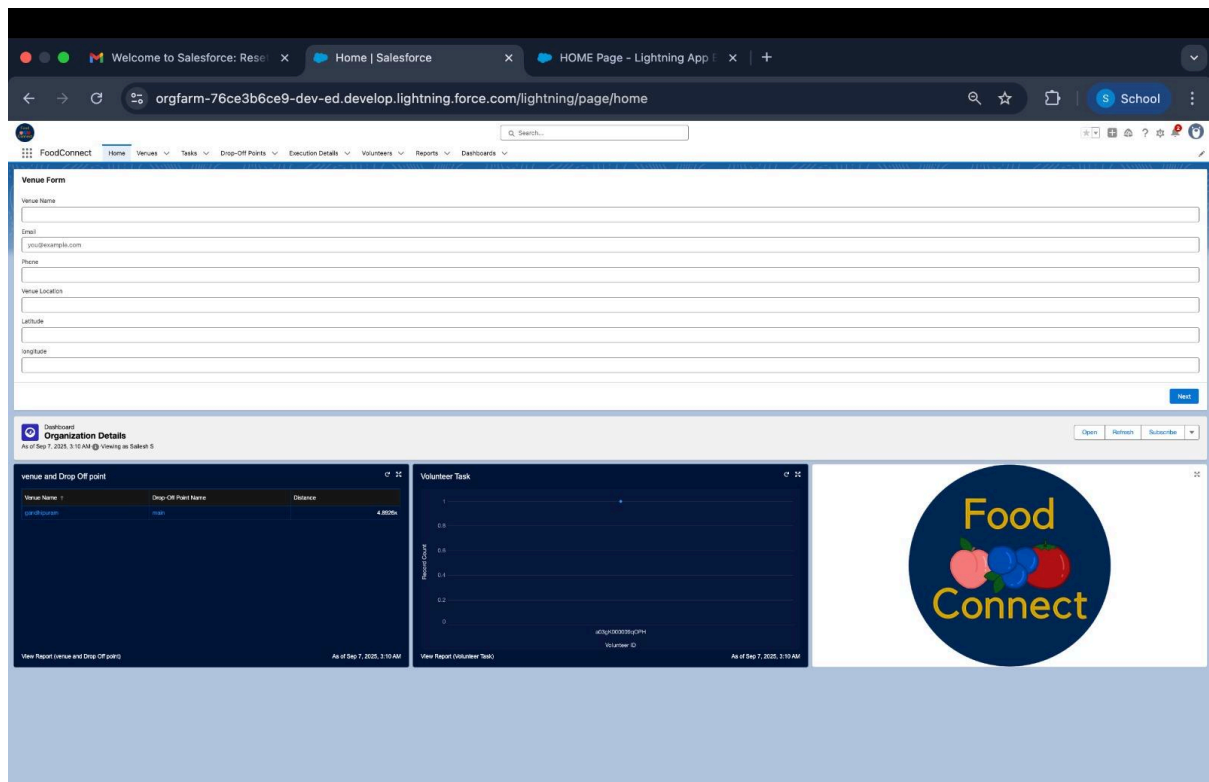 Welcome to Salesforce: Rese
Home | Salesforce
HOME Page - Lightning App
orgfarm-76ce3b6ce9-dev-ed.develop.lightning.force.com/lightning/page/home
S School
Search...
FoodConnect Home Venues Tasks Drop-Off Points Execution Details Volunteers Reports Dashboards
Venue Form
Venue Name
Email
you@example.com
Phone
Venue Location
Latitude
longitude
Next
Dashboard
Organization Details
As of Sep 7, 2025, 3:10 AM Viewing as Sailesh S
Open Refresh Subscribe
venue and Drop Off point
Venue Name ↑ Drop-Off Point Name Distance
gandhipuram main
View Report (venue and Drop Off point) As of Sep 7, 2025, 3:10 AM
Volunteer Task
Record Count
1
0.8
0.6
0.4
0.2
0
Volunteer ID
View Report (Volunteer Task) As of Sep 7, 2025, 3:10 AM
Food
Connect